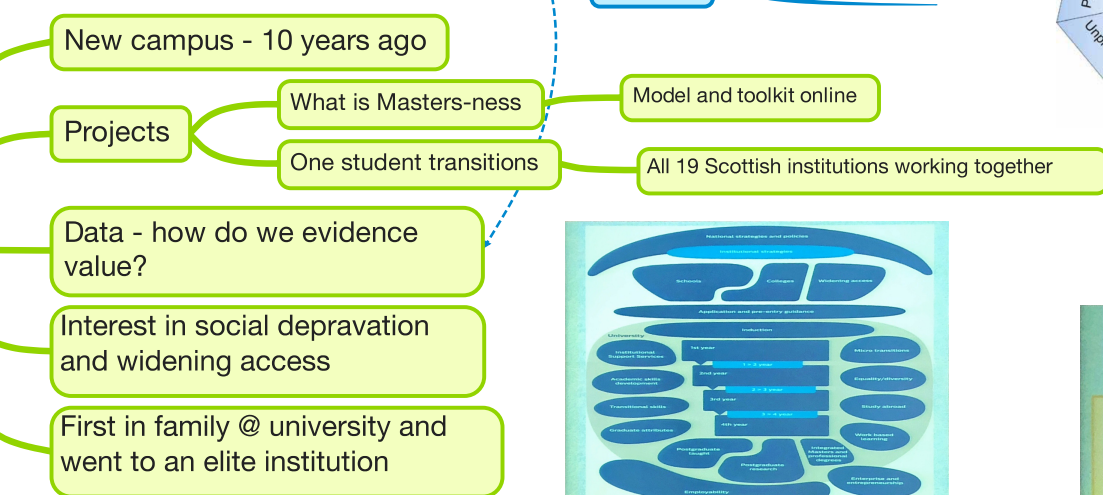 New campus - 10 years ago
Projects
What is Masters-ness
Model and toolkit online
One student transitions
All 19 Scottish institutions working together
Data - how do we evidence
value?
Interest in social depravation
and widening access
First in family @ university and
went to an elite institution
National strategies and policies
Institutional strategies
Schools
Colleges
Widening access
Application and pre-entry guidance
Induction
University
Institutional
Support Services
Academic skills
development
Transitional skills
Graduate attributes
1st year
1 = 2 year
2nd year
2 = 3 year
3rd year
3 = 4 year
4th year
Micro transitions
Equality/diversity
Study abroad
Work based
learning
Postgraduate
taught
Postgraduate
research
Integrated
Masters and
professional
degrees
Enterprise and
entrepreneurship
Employability